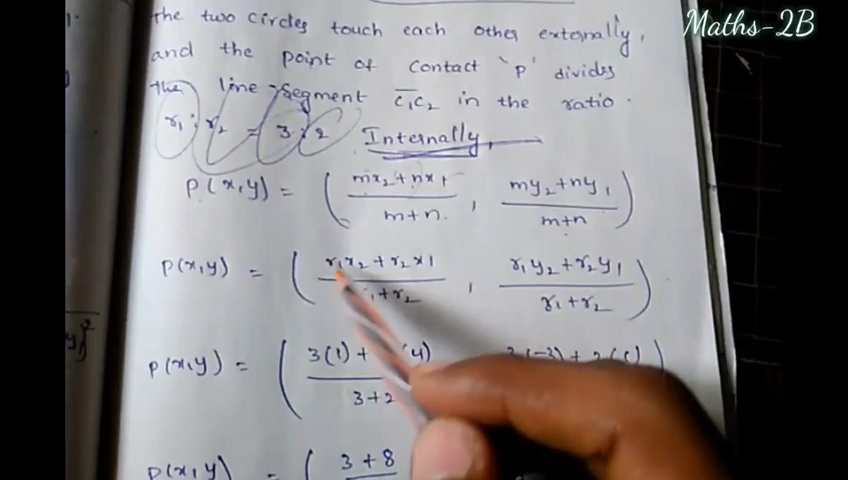 Maths-2B
the two circles touch each other externally,
and the point of contact 'p' divides
the line-segment C₁C₂ in the ratio
r₁ : r₂ = 3 : 2 Internally,
P(x,y) = ( mx₂+nx₁ / m+n , my₂+ny₁ / m+n )
P(x,y) = ( r₁x₂+r₂x₁ / r₁+r₂ , r₁y₂+r₂y₁ / r₁+r₂ )
P(x,y) = ( 3(1) + (4) / 3+2
P(x,y) = ( 3+8